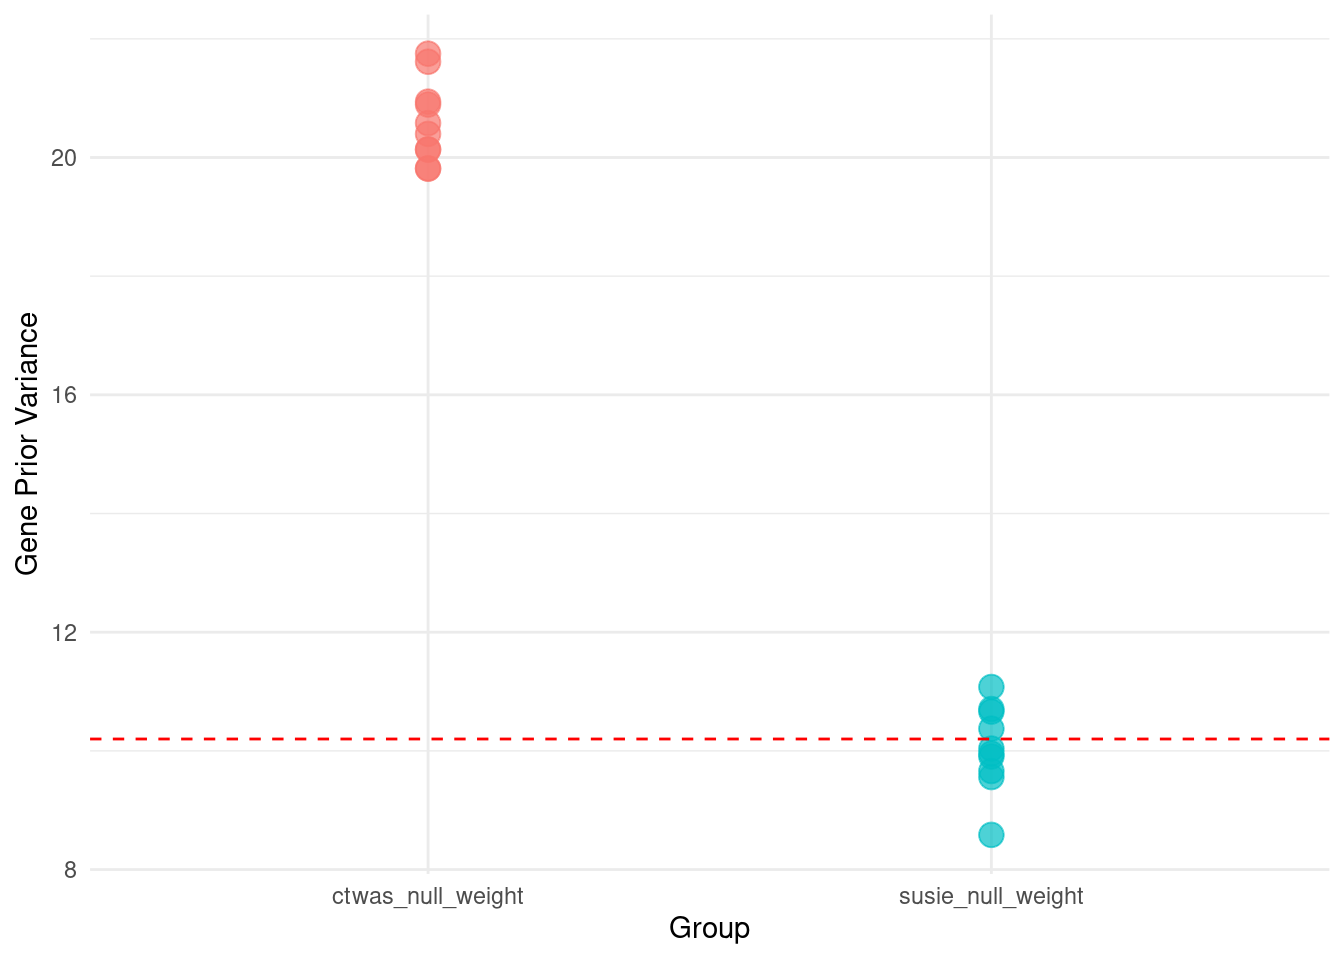 Gene Prior Variance
20
16
12
8
ctwas_null_weight
susie_null_weight
Group